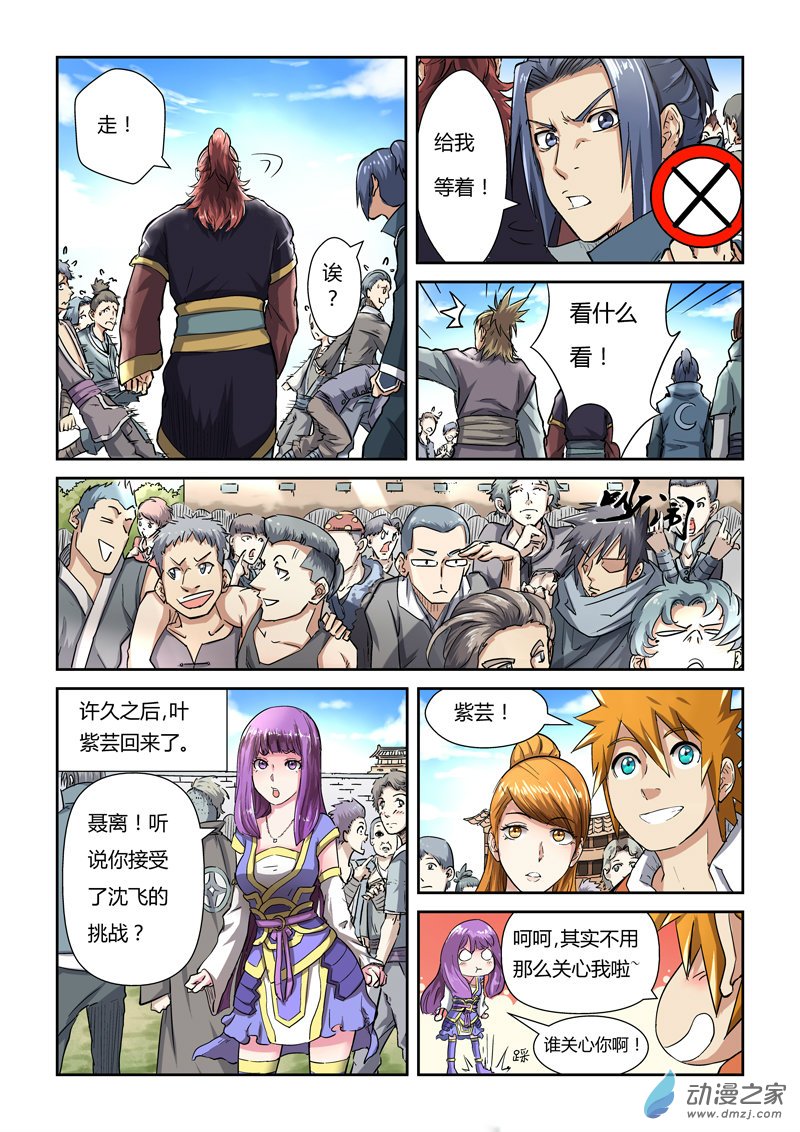 走！
诶
？
给我
等着！
看什么
看！
吵闹
许久之后，叶
紫芸回来了。
聂离！听
说你接受
了沈飞的
挑战？
紫芸！
呵呵，其实不用
那么关心我啦~
谁关心你啊！
踩
动漫之家
www.dmzj.com